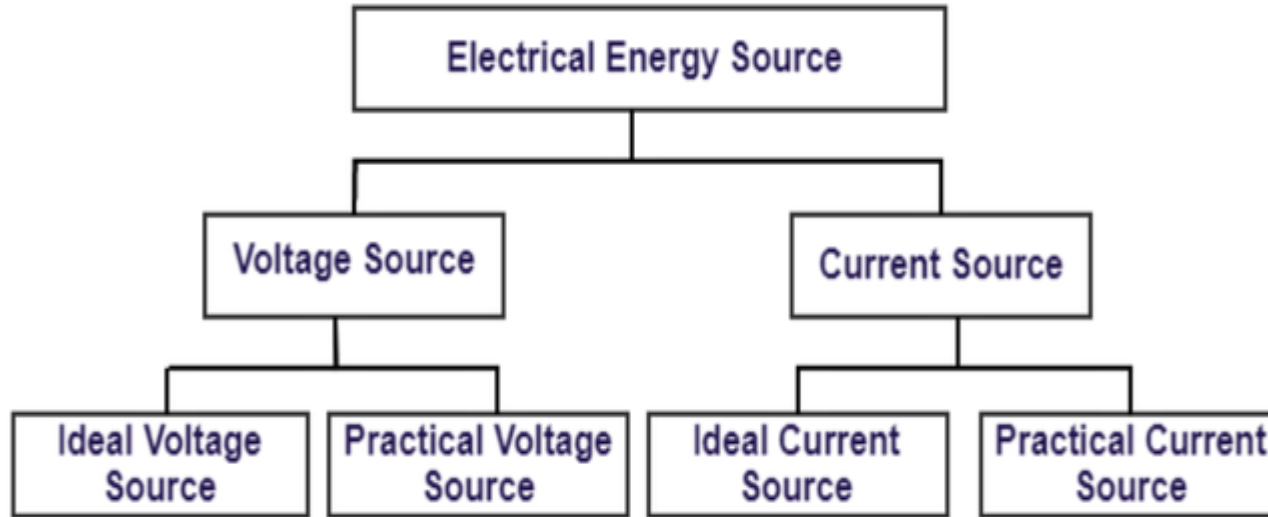 Electrical Energy Source
Voltage Source
Current Source
Ideal Voltage
Source
Practical Voltage
Source
Ideal Current
Source
Practical Current
Source